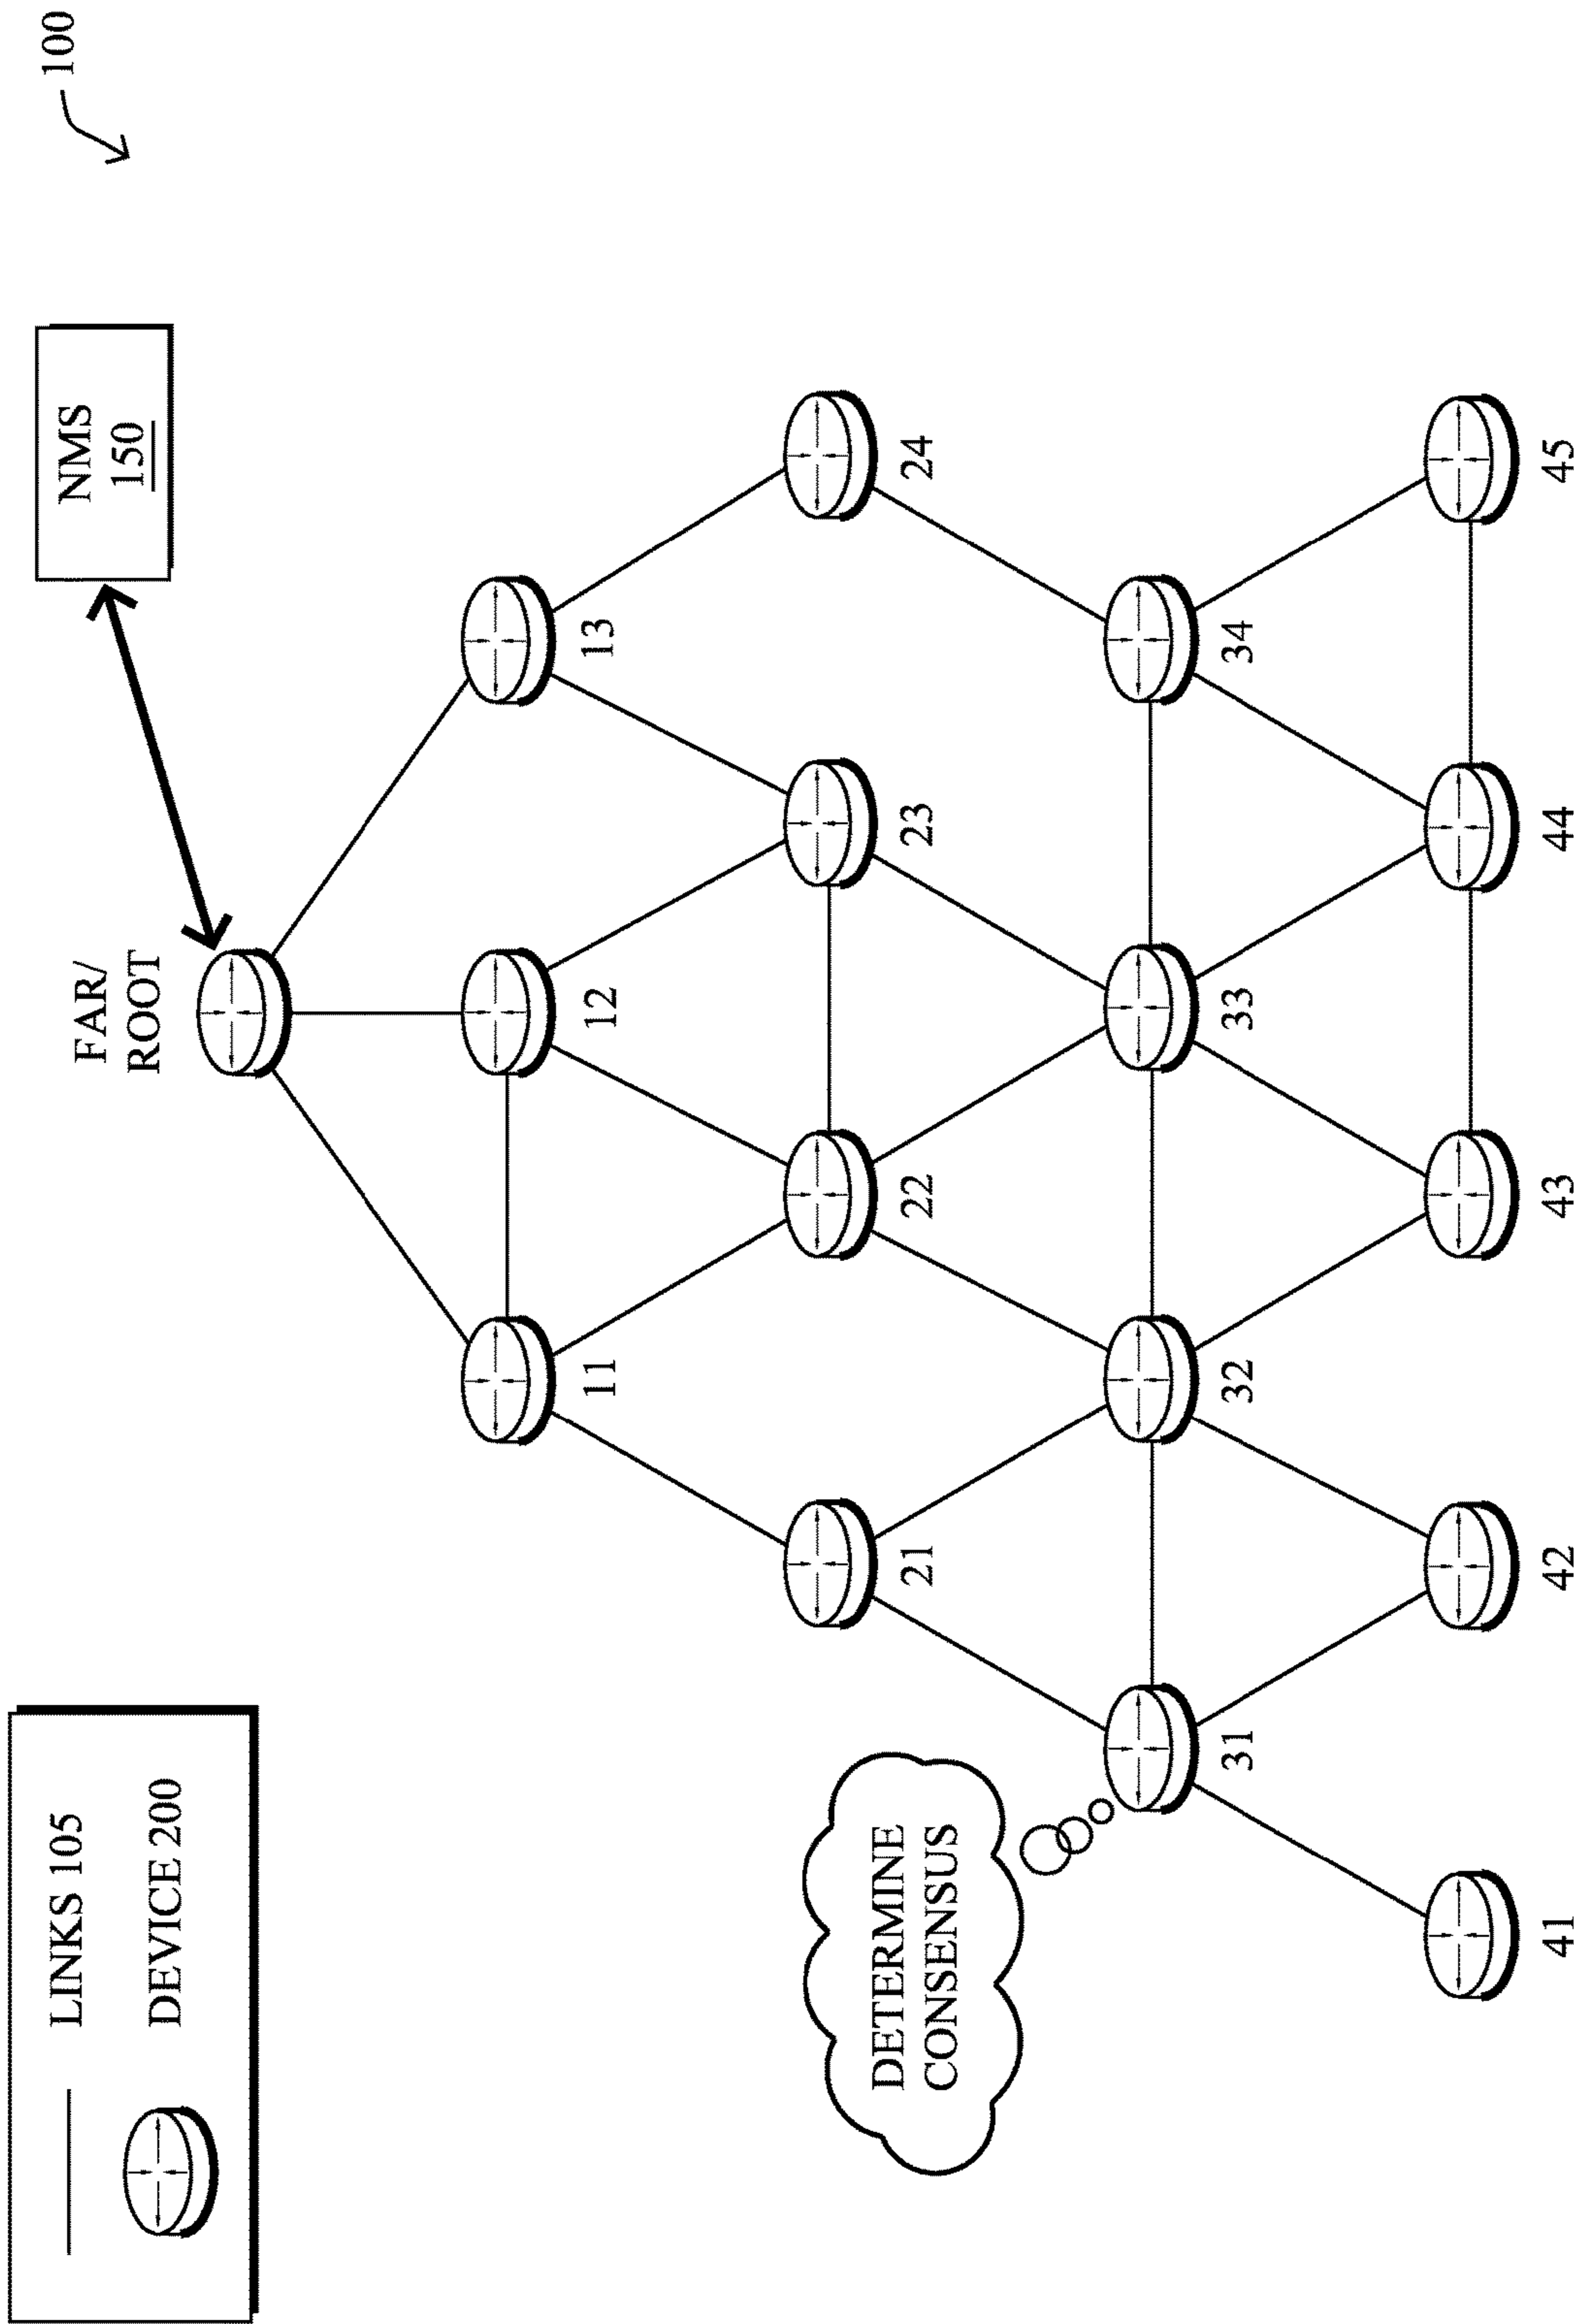 LINKS 105
DEVICE 200
100
NMS
150
FAR/
ROOT
11
12
13
21
22
23
24
DETERMINE
CONSENSUS
31
32
33
34
41
42
43
44
45